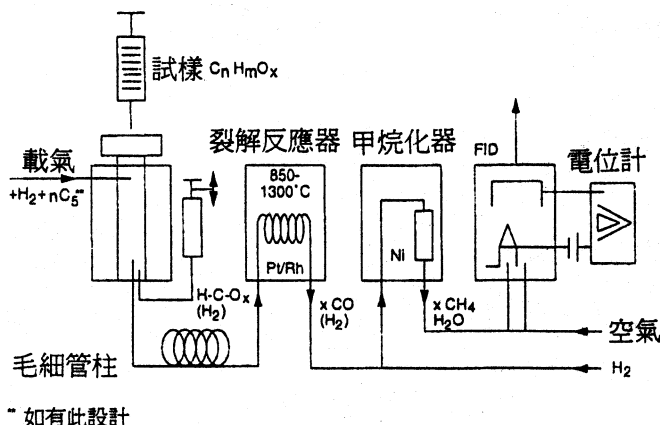 試樣 CnHmOx
裂解反應器
甲烷化器
FID
電位計
載氣
+H2+nC5**
850-
1300°C
Pt/Rh
Ni
H-C-Ox
(H2)
x CO
(H2)
x CH4
H2O
空氣
H2
毛細管柱
** 如有此設計